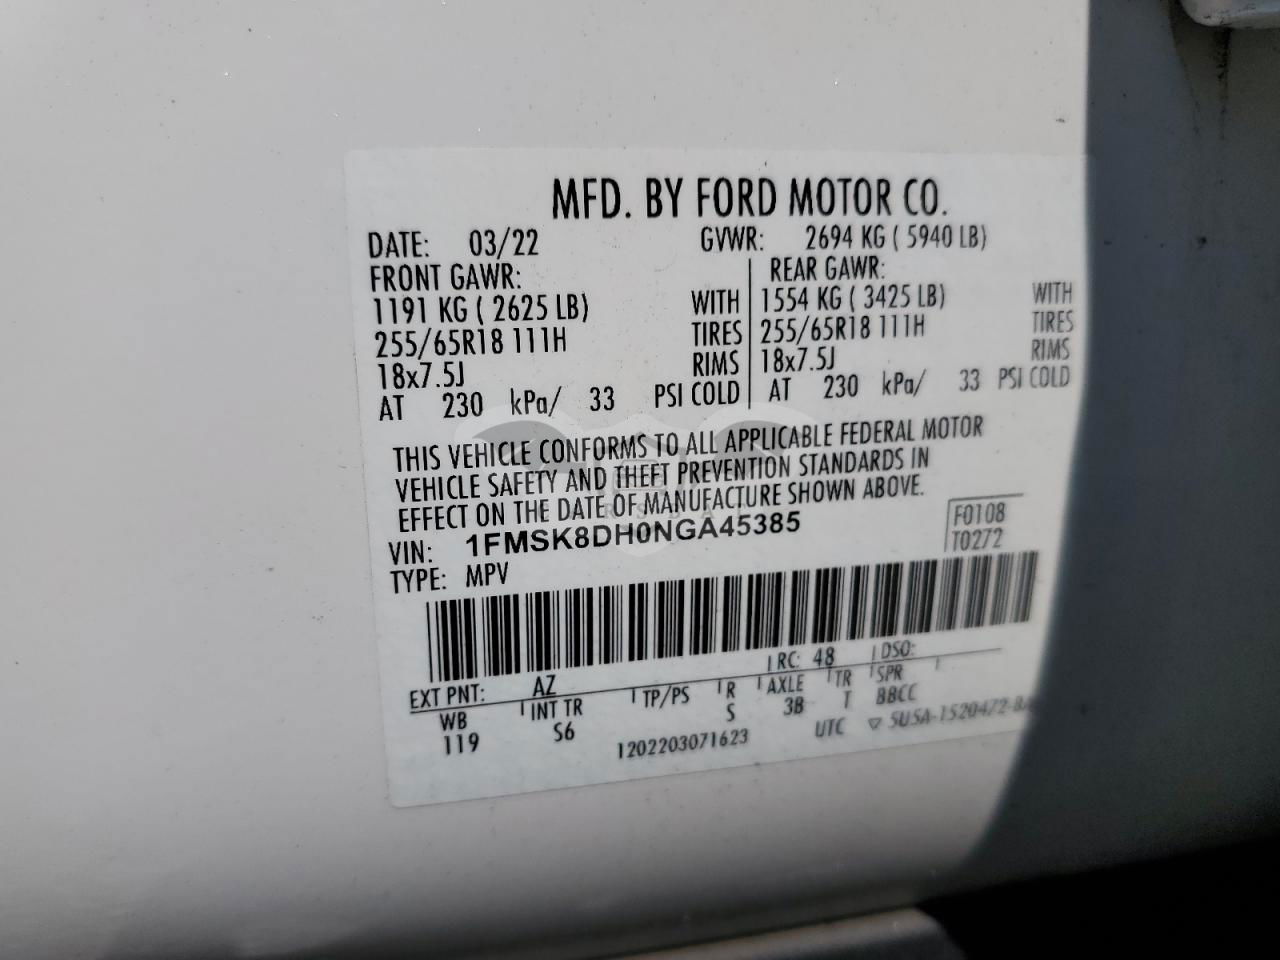 MFD. BY FORD MOTOR CO.
DATE: 03/22 GVWR: 2694 KG ( 5940 LB)
FRONT GAWR: REAR GAWR:
1191 KG ( 2625 LB) WITH 1554 KG ( 3425 LB) WITH
255/65R18 111H TIRES 255/65R18 111H TIRES
18x7.5J RIMS 18x7.5J RIMS
AT 230 kPa/ 33 PSI COLD AT 230 kPa/ 33 PSI COLD
THIS VEHICLE CONFORMS TO ALL APPLICABLE FEDERAL MOTOR
VEHICLE SAFETY AND THEFT PREVENTION STANDARDS IN
EFFECT ON THE DATE OF MANUFACTURE SHOWN ABOVE.
VIN: 1FMSK8DH0NGA45385 F0108
TYPE: MPV T0272
RC: 48 DSO:
EXT PNT: AZ
WB INT TR TP/PS R AXLE TR SPR
119 S6 S 3B T BBCC
1202203071623 UTC